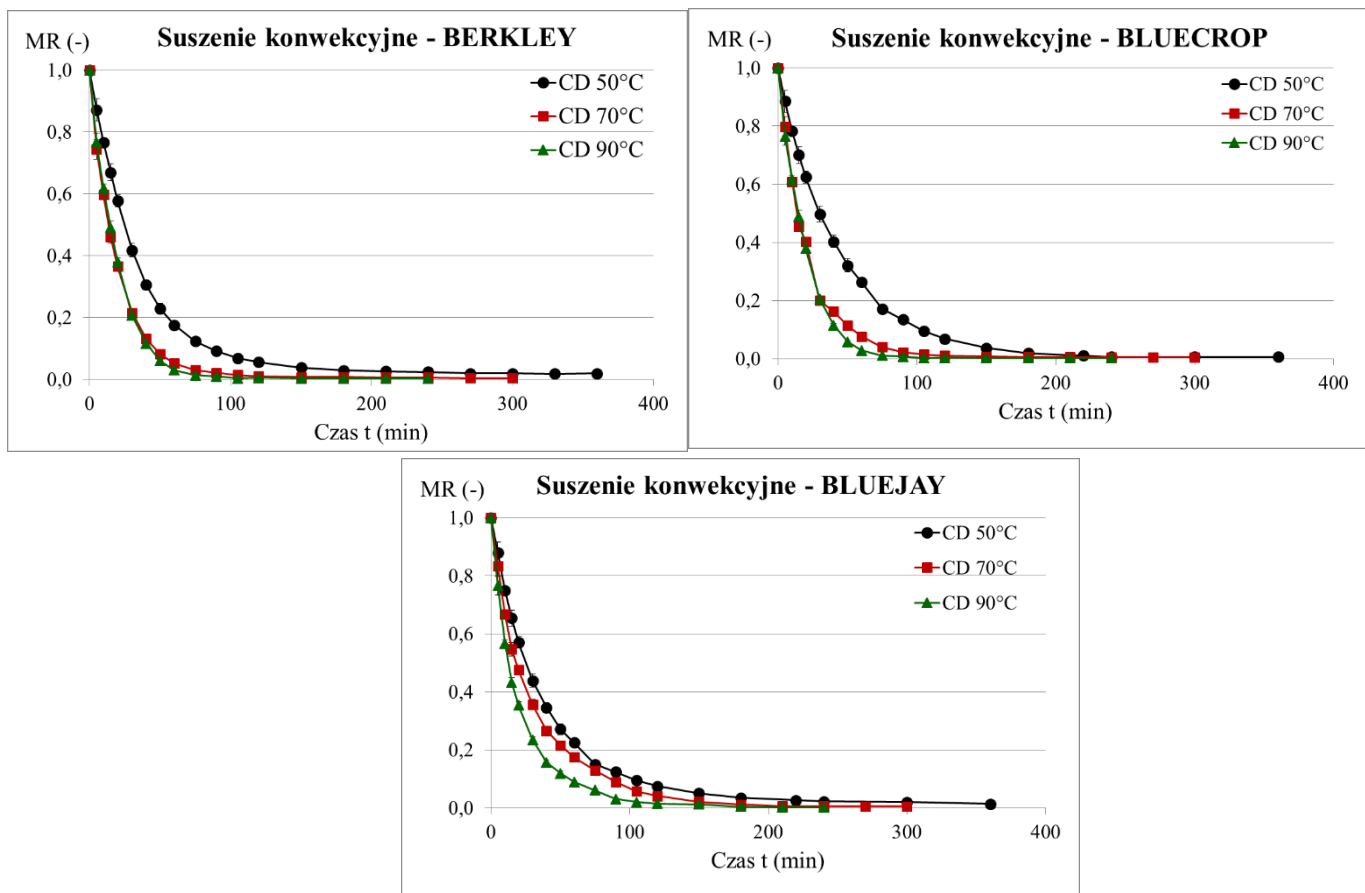 MR (-)
Suszenie konwekcyjne - BERKLEY
1,0
0,8
0,6
0,4
0,2
0,0
CD 50°C
CD 70°C
CD 90°C
0 100 200 300 400
Czas t (min)
MR (-)
Suszenie konwekcyjne - BLUECROP
1,0
0,8
0,6
0,4
0,2
0,0
CD 50°C
CD 70°C
CD 90°C
0 100 200 300 400
Czas t (min)
MR (-)
Suszenie konwekcyjne - BLUEJAY
1,0
0,8
0,6
0,4
0,2
0,0
CD 50°C
CD 70°C
CD 90°C
0 100 200 300 400
Czas t (min)